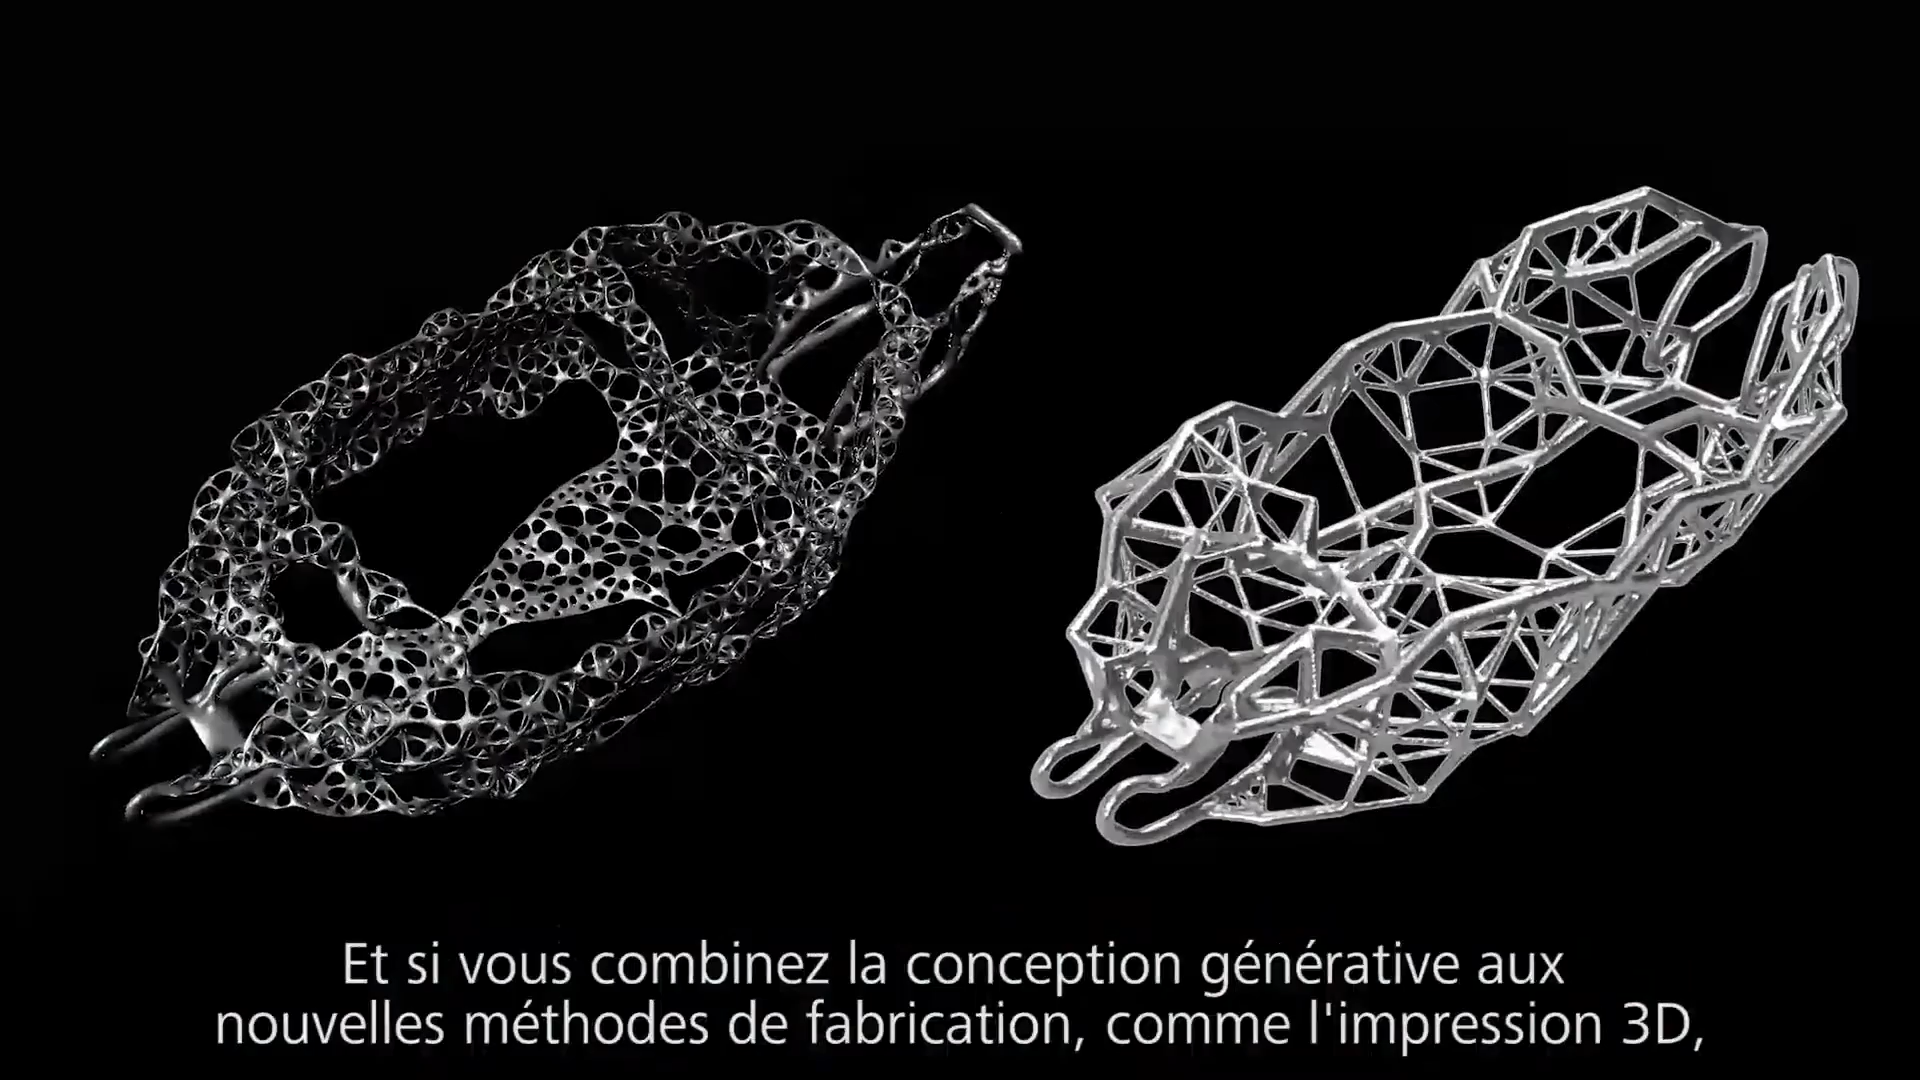 Et si vous combinez la conception générative aux
nouvelles méthodes de fabrication, comme l'impression 3D,